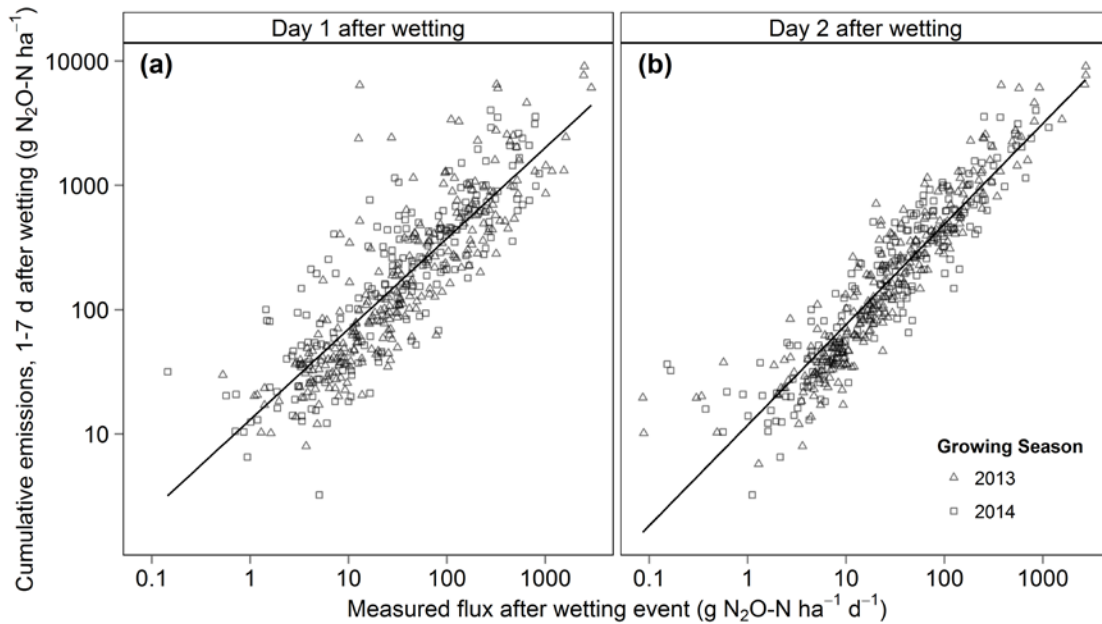 Day 1 after wetting
Day 2 after wetting
(a)
(b)
Cumulative emissions, 1-7 d after wetting (g N₂O-N ha⁻¹)
10000
1000
100
10
Growing Season
2013
2014
0.1 1 10 100 1000
0.1 1 10 100 1000
Measured flux after wetting event (g N₂O-N ha⁻¹ d⁻¹)